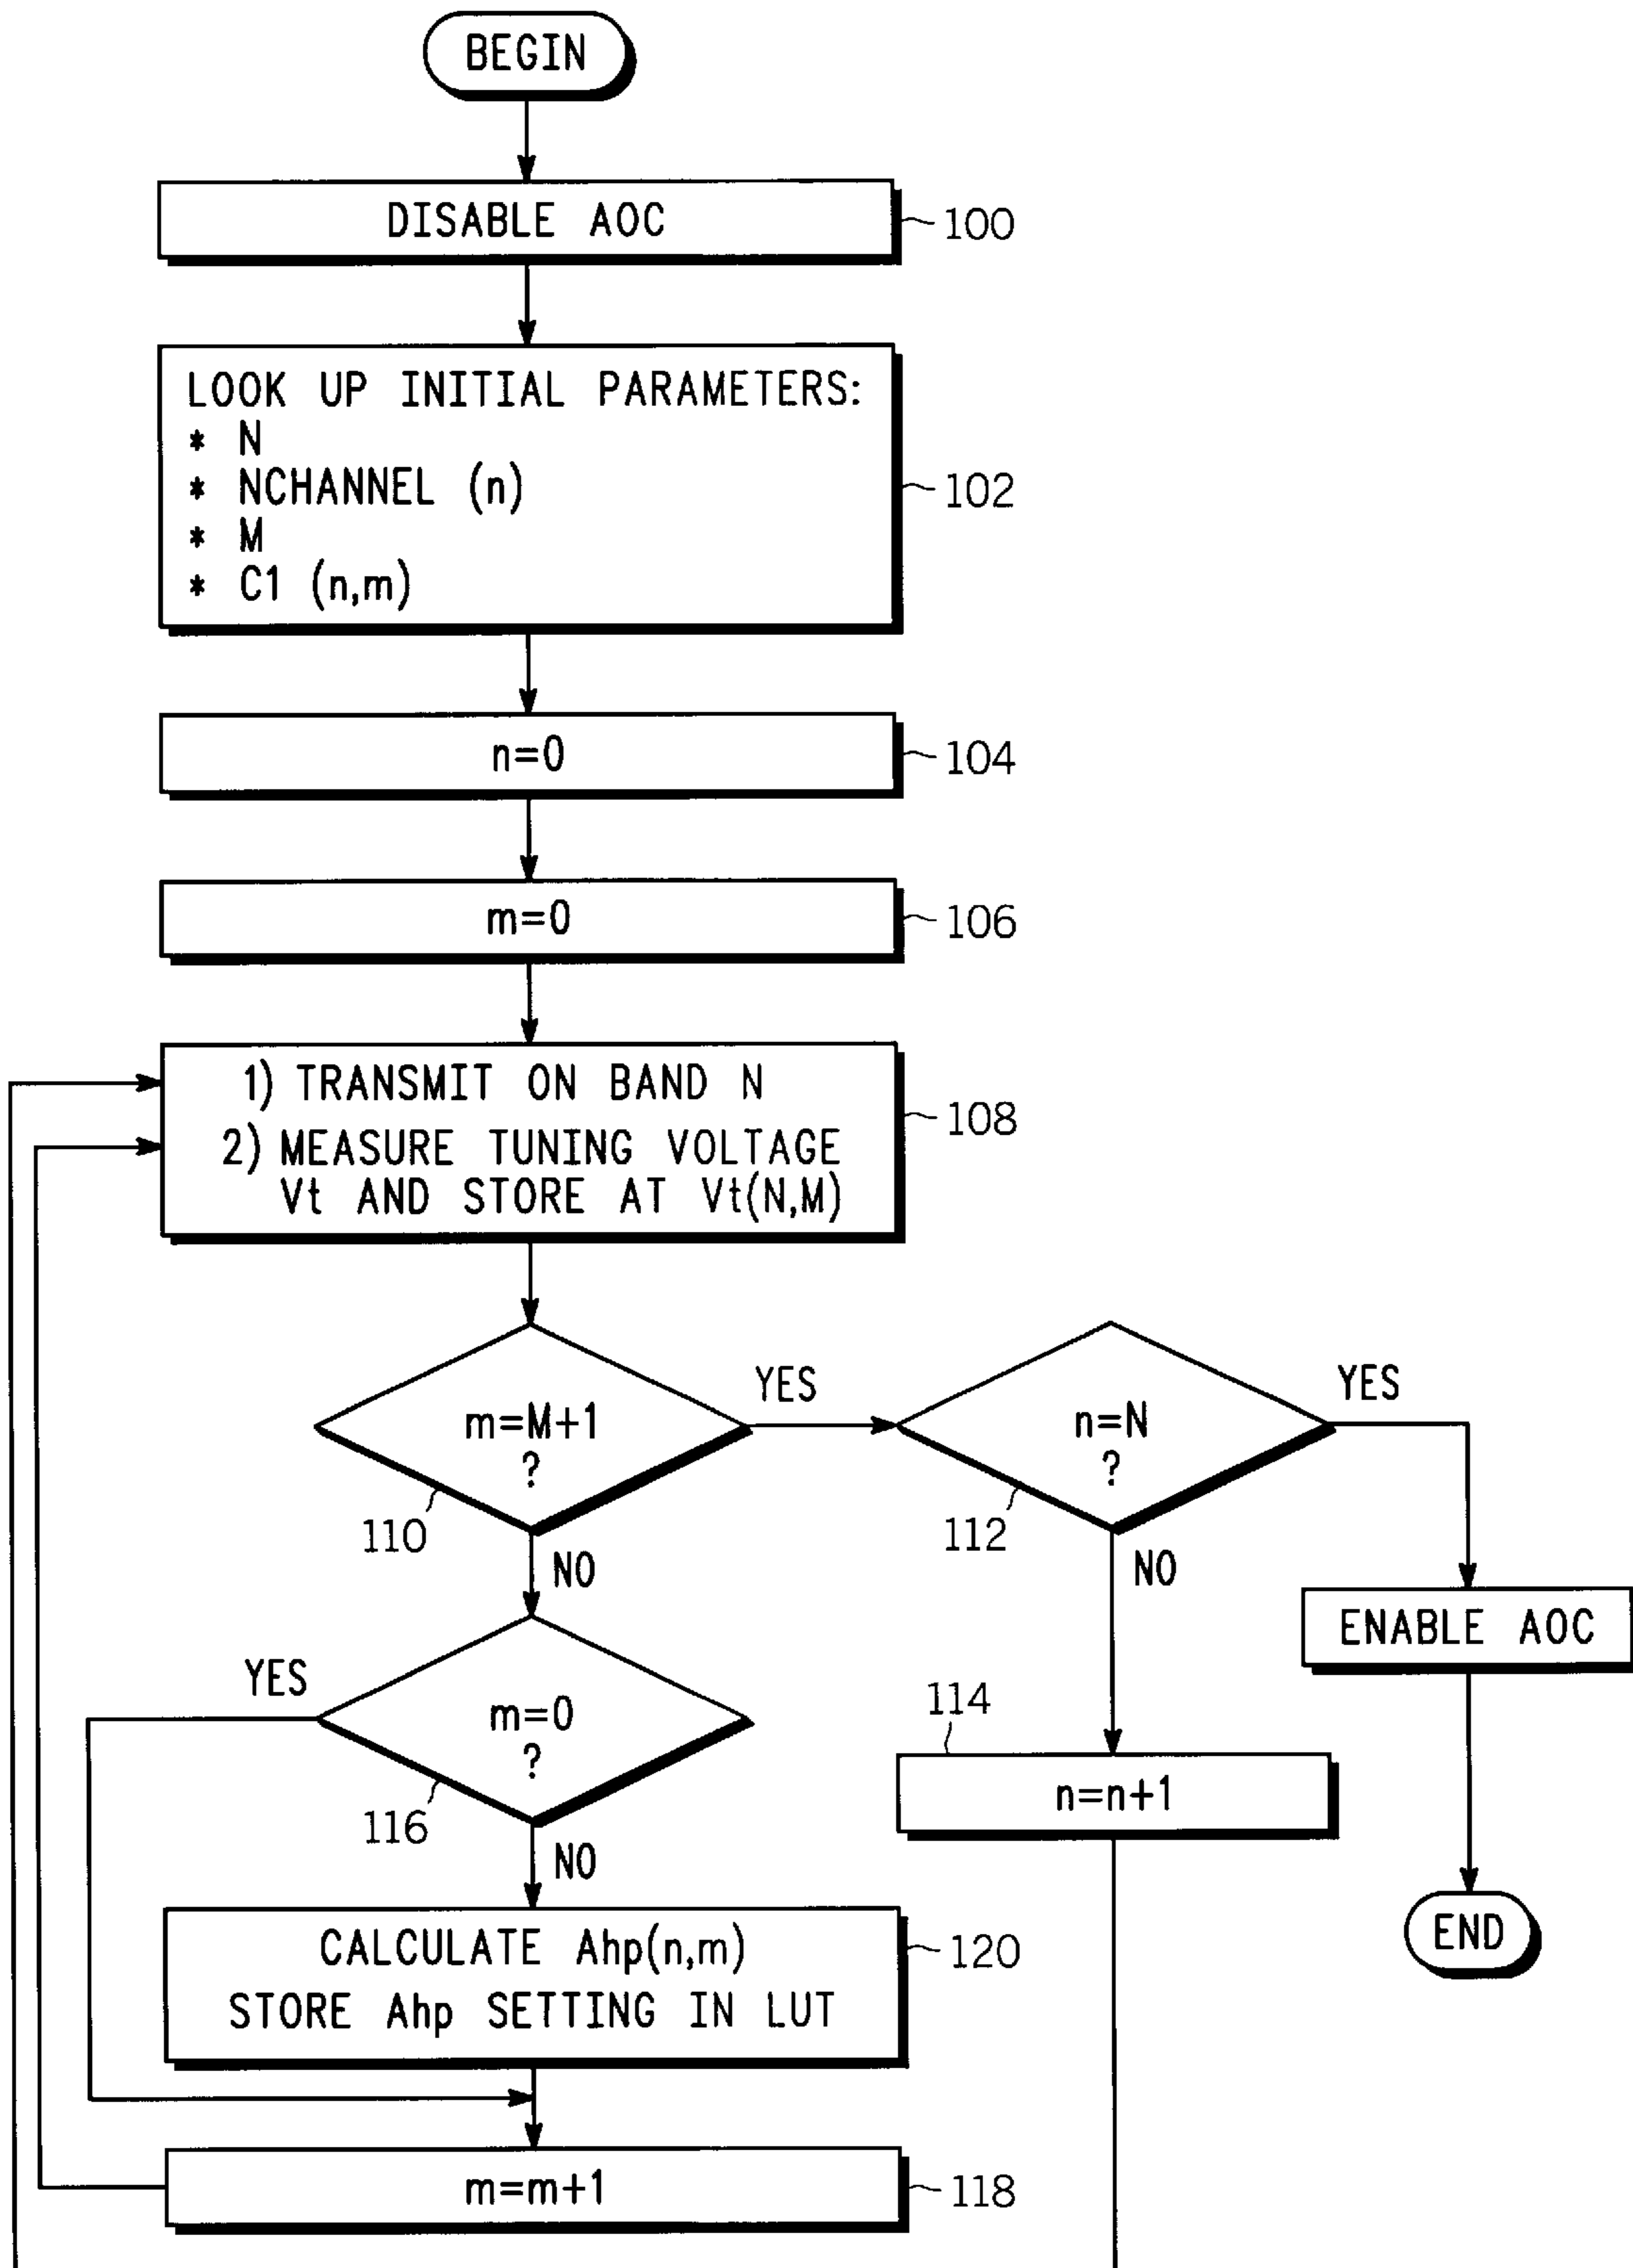 BEGIN
DISABLE AOC
100
LOOK UP INITIAL PARAMETERS:
* N
* NCHANNEL (n)
* M
* C1 (n,m)
102
n=0
104
m=0
106
1) TRANSMIT ON BAND N
2) MEASURE TUNING VOLTAGE
Vt AND STORE AT Vt(N,M)
108
m=M+1
?
110
YES
NO
n=N
?
112
YES
NO
ENABLE AOC
END
114
n=n+1
m=0
?
116
YES
NO
CALCULATE Ahp(n,m)
STORE Ahp SETTING IN LUT
120
m=m+1
118